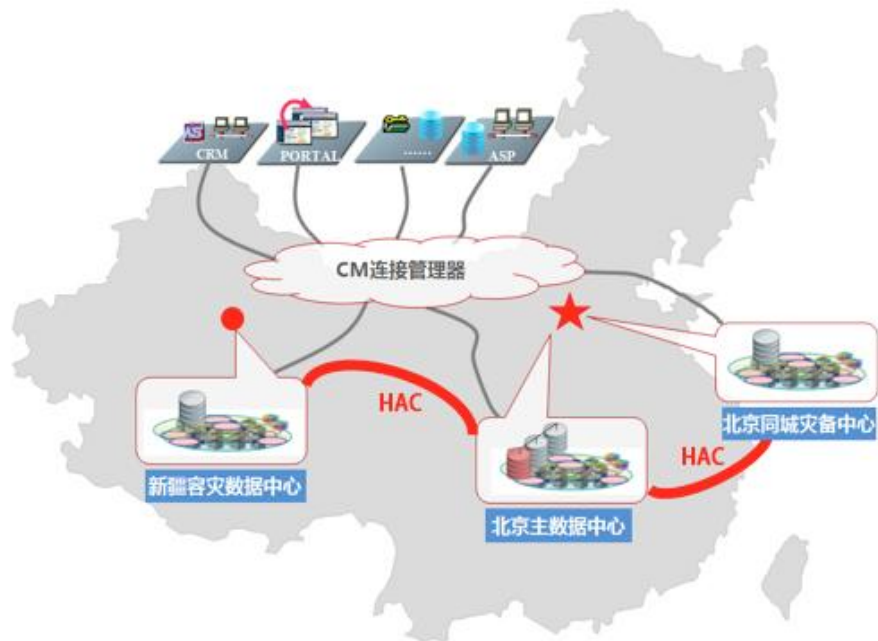 CRM
PORTAL
......
ASP
CM连接管理器
HAC
新疆容灾数据中心
北京主数据中心
HAC
北京同城灾备中心